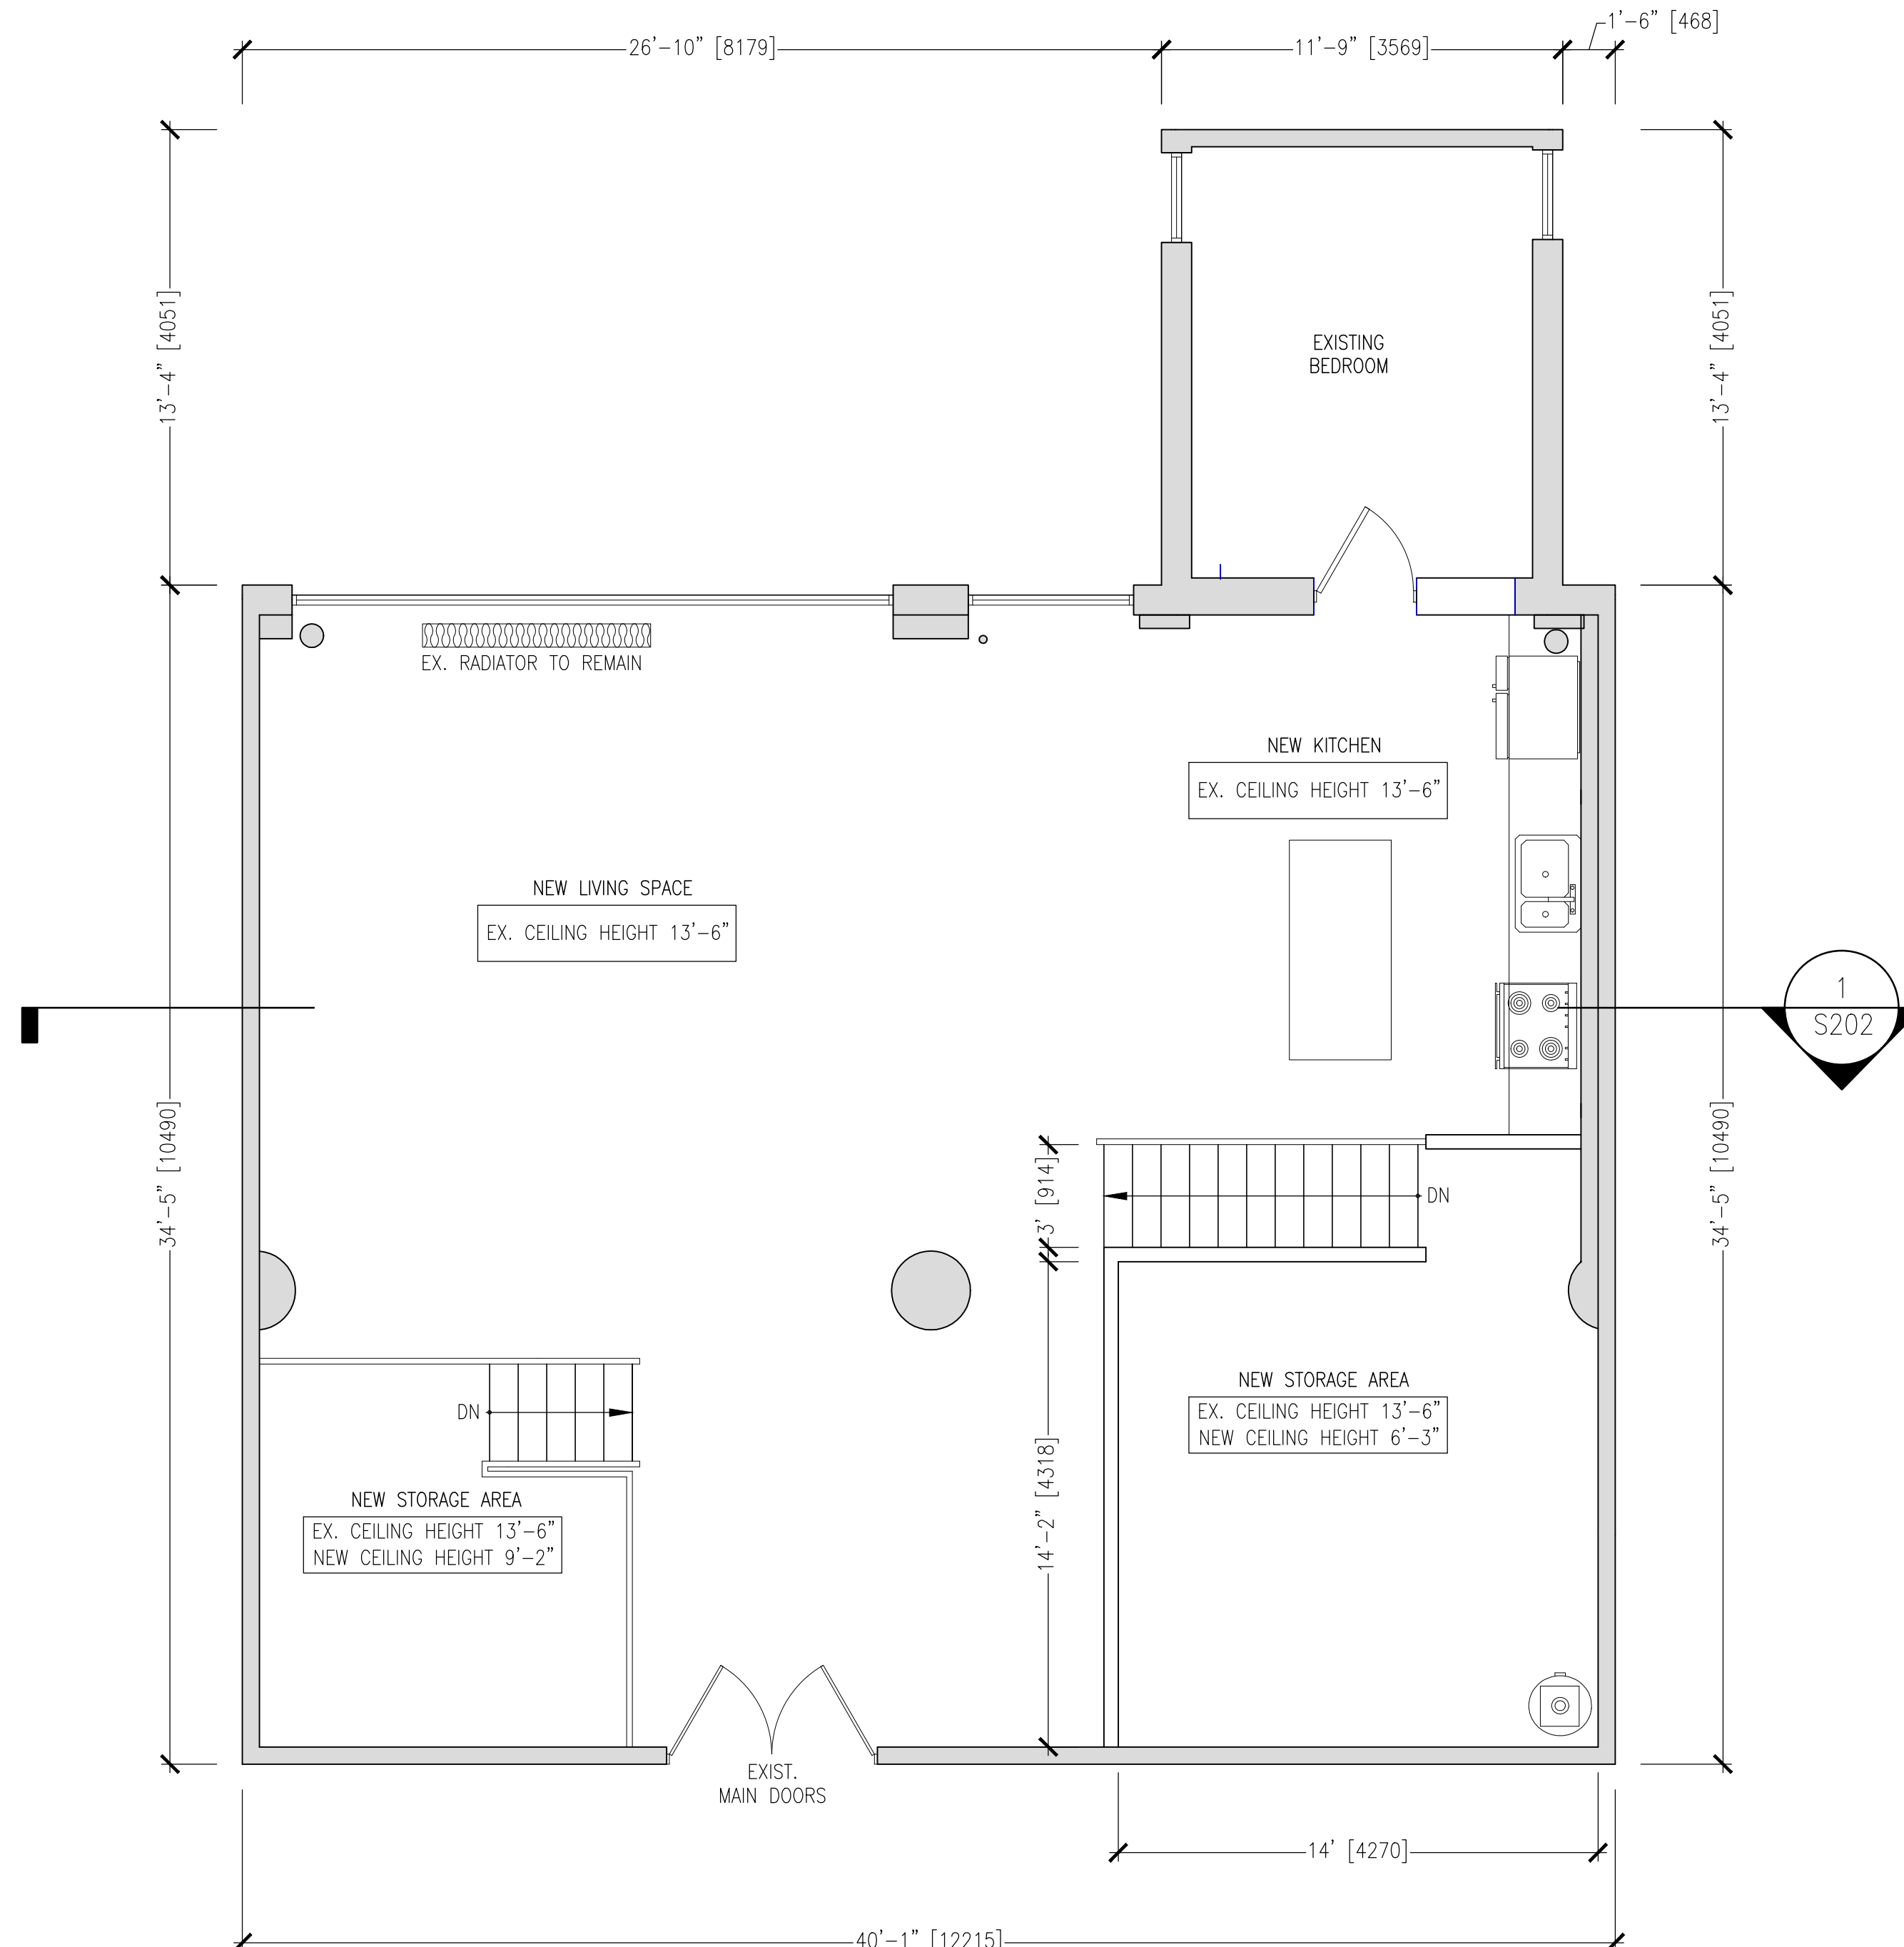 1'-6" [468]
26'-10" [8179]
11'-9" [3569]
13'-4" [4051]
13'-4" [4051]
EXISTING
BEDROOM
EX. RADIATOR TO REMAIN
NEW KITCHEN
EX. CEILING HEIGHT 13'-6"
NEW LIVING SPACE
EX. CEILING HEIGHT 13'-6"
1
S202
34'-5" [10490]
3' [914]
DN
34'-5" [10490]
NEW STORAGE AREA
EX. CEILING HEIGHT 13'-6"
NEW CEILING HEIGHT 6'-3"
DN
14'-2" [4318]
NEW STORAGE AREA
EX. CEILING HEIGHT 13'-6"
NEW CEILING HEIGHT 9'-2"
EXIST.
MAIN DOORS
14' [4270]
40'-1" [12215]